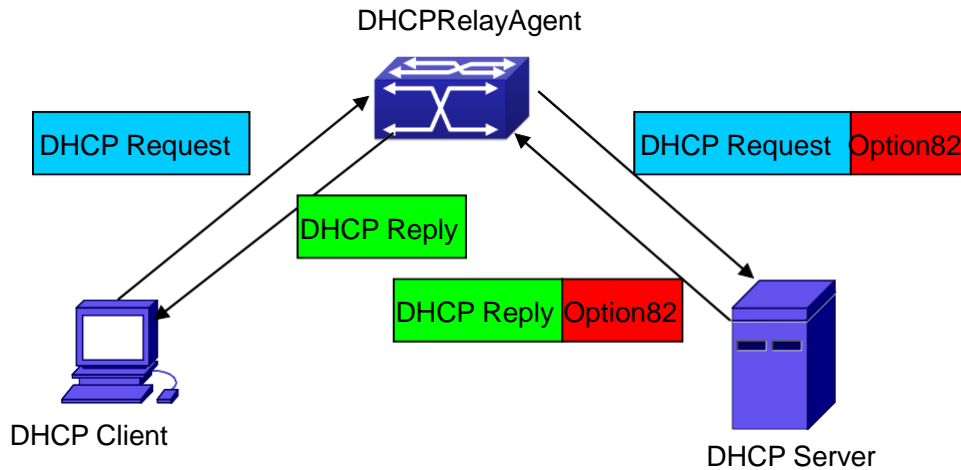 DHCPRelayAgent
DHCP Request
DHCP Request Option82
DHCP Reply
DHCP Reply Option82
DHCP Client
DHCP Server